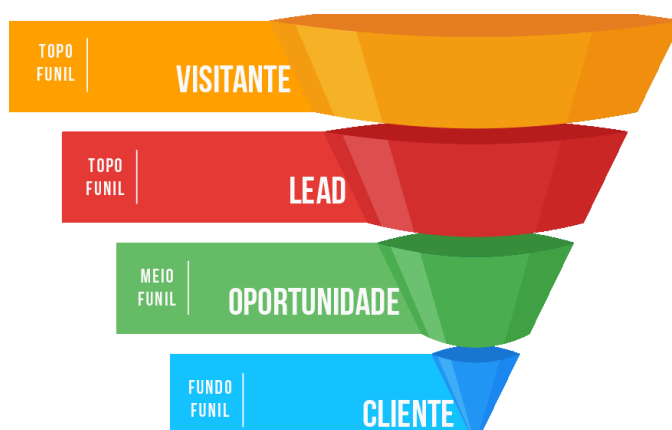 TOPO
FUNIL
VISITANTE
TOPO
FUNIL
LEAD
MEIO
FUNIL
OPORTUNIDADE
FUNDO
FUNIL
CLIENTE